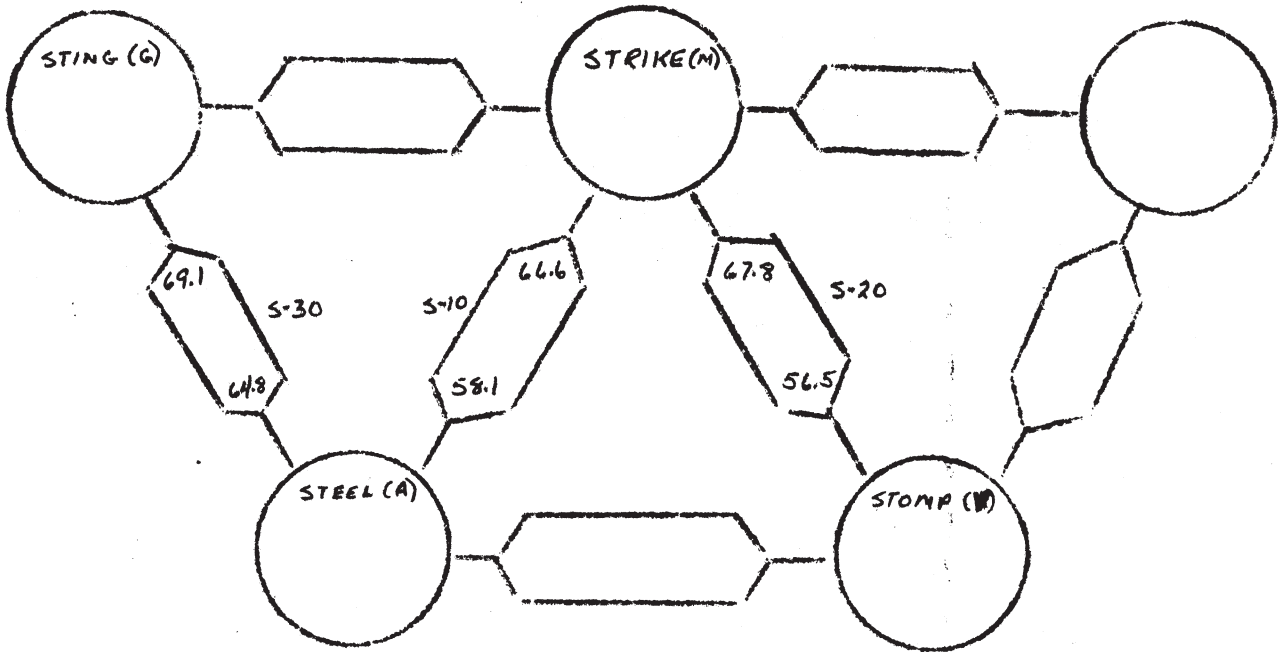 STING (G)
STRIKE (M)
69.1
S-30
64.8
S-10
66.6
58.1
67.8
S-20
56.5
STEEL (A)
STOMP